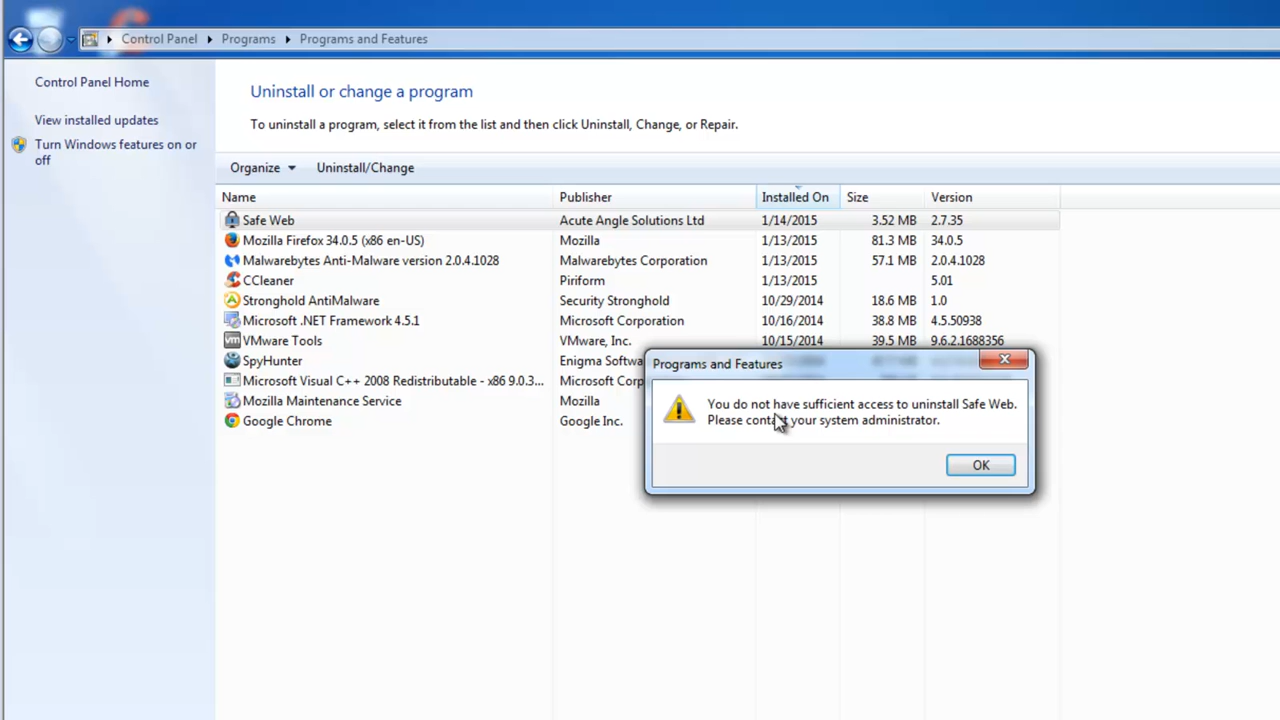 Control Panel Programs Programs and Features
Control Panel Home
View installed updates
Turn Windows features on or
off
Uninstall or change a program
To uninstall a program, select it from the list and then click Uninstall, Change, or Repair.
Organize Uninstall/Change
Name Publisher Installed On Size Version
Safe Web Acute Angle Solutions Ltd 1/14/2015 3.52 MB 2.7.35
Mozilla Firefox 34.0.5 (x86 en-US) Mozilla 1/13/2015 81.3 MB 34.0.5
Malwarebytes Anti-Malware version 2.0.4.1028 Malwarebytes Corporation 1/13/2015 57.1 MB 2.0.4.1028
CCleaner Piriform 1/13/2015 5.01
Stronghold AntiMalware Security Stronghold 10/29/2014 18.6 MB 1.0
Microsoft .NET Framework 4.5.1 Microsoft Corporation 10/16/2014 38.8 MB 4.5.50938
VMware Tools VMware, Inc. 10/15/2014 39.5 MB 9.6.2.1688356
SpyHunter Enigma Softwa
Microsoft Visual C++ 2008 Redistributable - x86 9.0.3... Microsoft Corp
Mozilla Maintenance Service Mozilla
Google Chrome Google Inc.
Programs and Features
You do not have sufficient access to uninstall Safe Web.
Please contact your system administrator.
OK